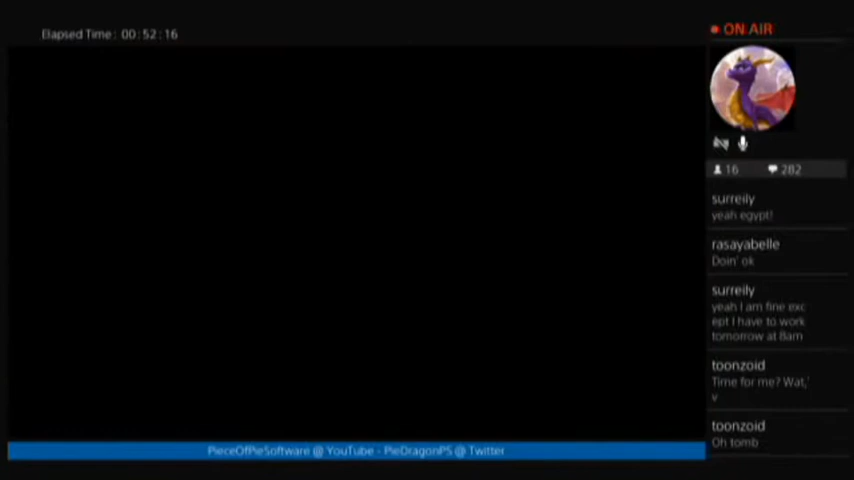 Elapsed Time : 00:52:16
ON AIR
16 282
surreily
yeah egypt!
rasayabelle
Doin' ok
surreily
yeah I am fine exc
ept I have to work
tomorrow at 8am
toonzoid
Time for me? Wat,'
v
toonzoid
Oh tomb
PieceOfPieSoftware @ YouTube - PieDragonPS @ Twitter